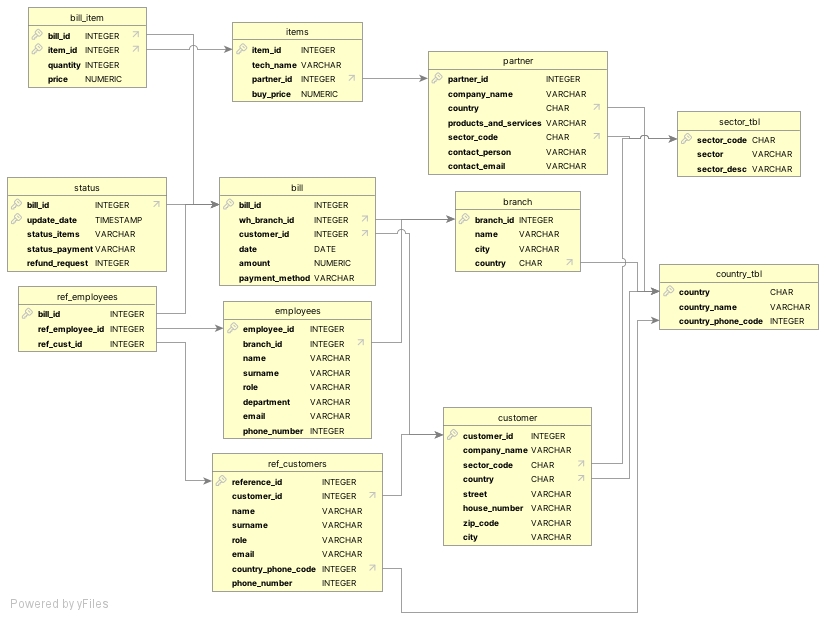 bill_item
bill_id INTEGER
item_id INTEGER
quantity INTEGER
price NUMERIC
items
item_id INTEGER
tech_name VARCHAR
partner_id INTEGER
buy_price NUMERIC
partner
partner_id INTEGER
company_name VARCHAR
country CHAR
products_and_services VARCHAR
sector_code CHAR
contact_person VARCHAR
contact_email VARCHAR
sector_tbl
sector_code CHAR
sector VARCHAR
sector_desc VARCHAR
status
bill_id INTEGER
update_date TIMESTAMP
status_items VARCHAR
status_payment VARCHAR
refund_request INTEGER
bill
bill_id INTEGER
wh_branch_id INTEGER
customer_id INTEGER
date DATE
amount NUMERIC
payment_method VARCHAR
branch
branch_id INTEGER
name VARCHAR
city VARCHAR
country CHAR
country_tbl
country CHAR
country_name VARCHAR
country_phone_code INTEGER
ref_employees
bill_id INTEGER
ref_employee_id INTEGER
ref_cust_id INTEGER
employees
employee_id INTEGER
branch_id INTEGER
name VARCHAR
surname VARCHAR
role VARCHAR
department VARCHAR
email VARCHAR
phone_number INTEGER
customer
customer_id INTEGER
company_name VARCHAR
sector_code CHAR
country CHAR
street VARCHAR
house_number VARCHAR
zip_code VARCHAR
city VARCHAR
ref_customers
reference_id INTEGER
customer_id INTEGER
name VARCHAR
surname VARCHAR
role VARCHAR
email VARCHAR
country_phone_code INTEGER
phone_number INTEGER
Powered by yFiles